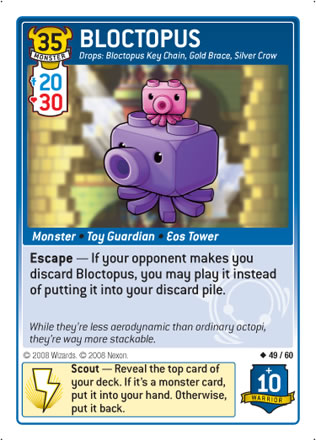 35
MONSTER
BLOCTOPUS
Drops: Bloctopus Key Chain, Gold Brace, Silver Crow
20
30
Monster • Toy Guardian • Eos Tower
Escape — If your opponent makes you
discard Bloctopus, you may play it instead
of putting it into your discard pile.
While they're less aerodynamic than ordinary octopi,
they're way more stackable.
© 2008 Wizards. © 2008 Nexon.
◆ 49 / 60
Scout — Reveal the top card of
your deck. If it's a monster card,
put it into your hand. Otherwise,
put it back.
+
10
WARRIOR